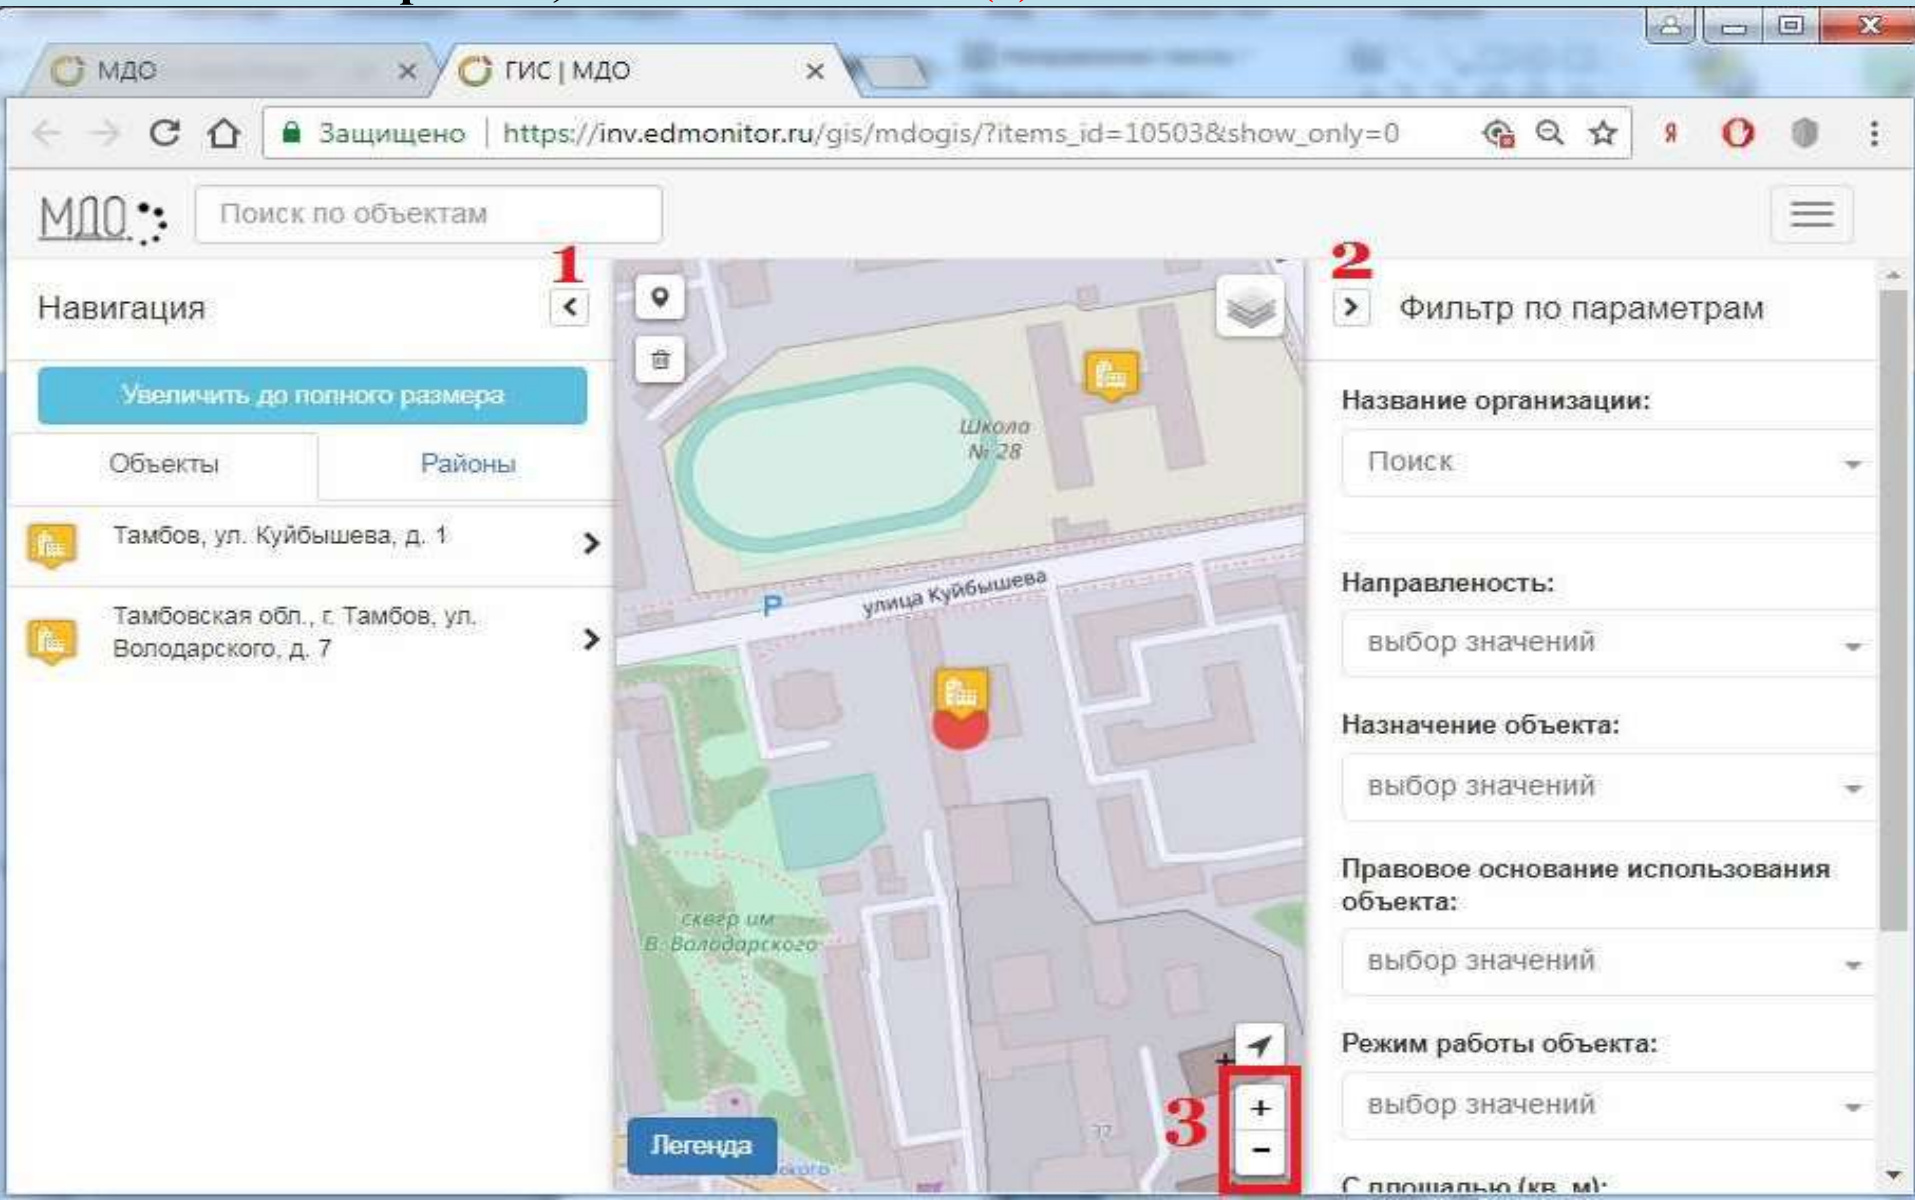 МДО
ГИС | МДО
Защищено | https://inv.edmonitor.ru/gis/mdogis/?items_id=10503&show_only=0
Я
МДО
Поиск по объектам
1
2
Навигация
Фильтр по параметрам
Увеличить до полного размера
Объекты
Районы
Тамбов, ул. Куйбышева, д. 1
Тамбовская обл., г. Тамбов, ул.
Володарского, д. 7
Школа
№ 28
P
улица Куйбышева
сквер им
В. Володарского
77
3
+
-
Легенда
Название организации:
Поиск
Направленость:
выбор значений
Назначение объекта:
выбор значений
Правовое основание использования
объекта:
выбор значений
Режим работы объекта:
выбор значений
С площадью (кв. м):